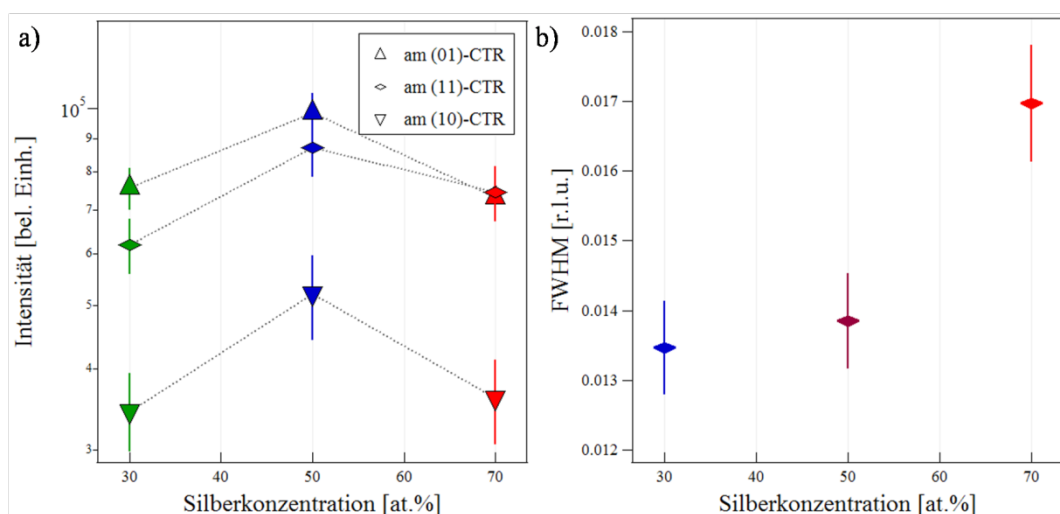 a)
am (01)-CTR
am (11)-CTR
am (10)-CTR
10⁵
9
8
7
6
5
4
3
Intensität [bel. Einh.]
30 40 50 60 70
Silberkonzentration [at.%]
b)
0.018
0.017
0.016
0.015
0.014
0.013
0.012
FWHM [r.l.u.]
30 40 50 60 70
Silberkonzentration [at.%]